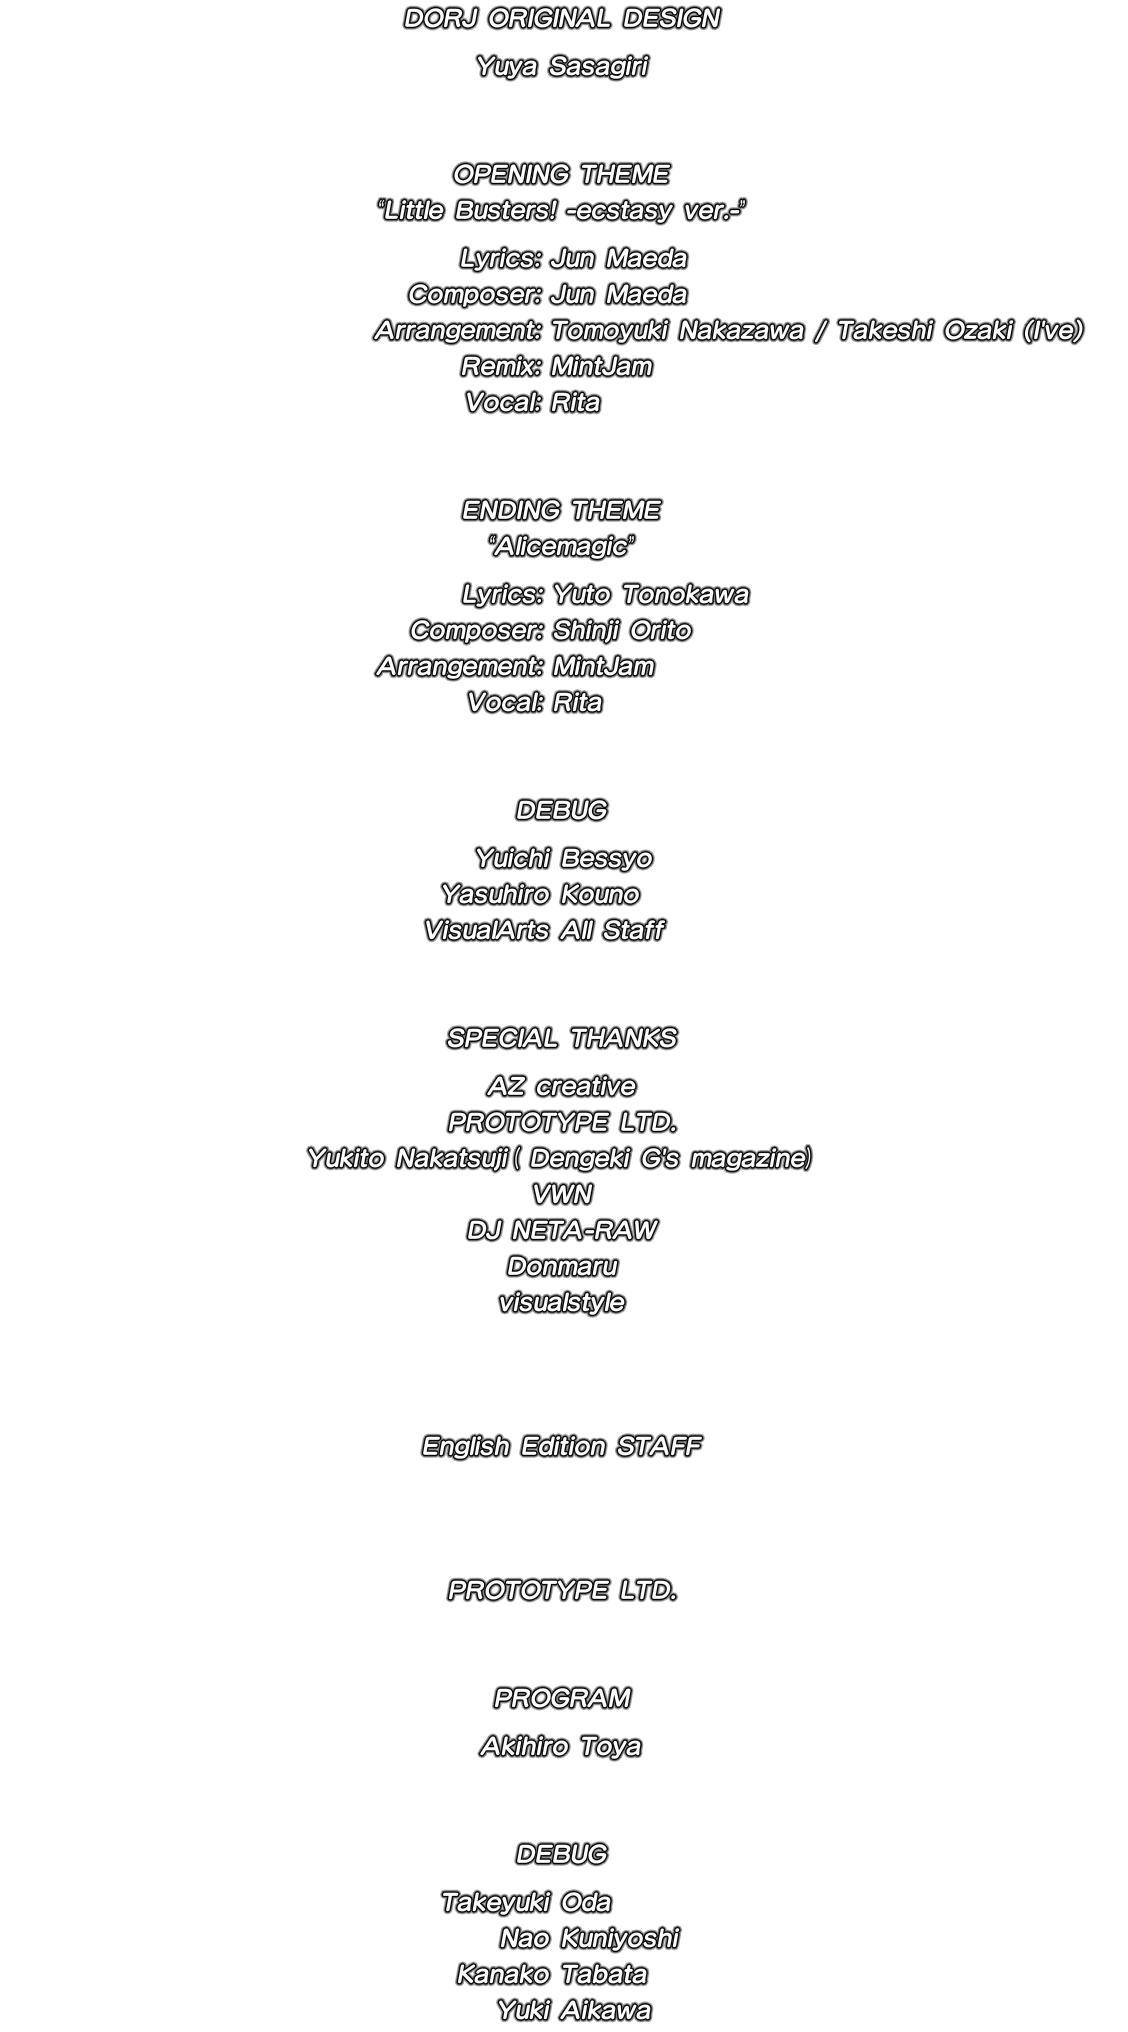 DORJ ORIGINAL DESIGN
Yuya Sasagiri
OPENING THEME
“Little Busters! -ecstasy ver.-”
Lyrics: Jun Maeda
Composer: Jun Maeda
Arrangement: Tomoyuki Nakazawa / Takeshi Ozaki (I've)
Remix: MintJam
Vocal: Rita
ENDING THEME
“Alicemagic”
Lyrics: Yuto Tonokawa
Composer: Shinji Orito
Arrangement: MintJam
Vocal: Rita
DEBUG
Yuichi Bessyo
Yasuhiro Kouno
VisualArts All Staff
SPECIAL THANKS
AZ creative
PROTOTYPE LTD.
Yukito Nakatsuji ( Dengeki G's magazine)
VWN
DJ NETA-RAW
Donmaru
visualstyle
English Edition STAFF
PROTOTYPE LTD.
PROGRAM
Akihiro Toya
DEBUG
Takeyuki Oda
Nao Kuniyoshi
Kanako Tabata
Yuki Aikawa